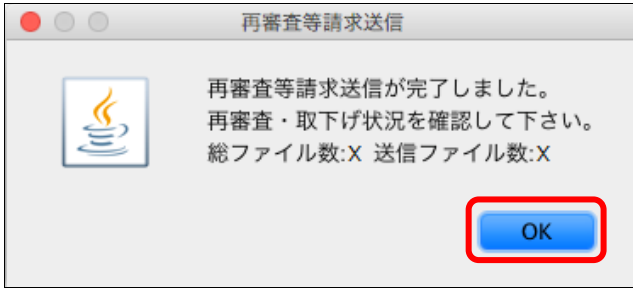 再審査等請求送信
再審査等請求送信が完了しました。
再審査・取下げ状況を確認して下さい。
総ファイル数:X 送信ファイル数:X
OK